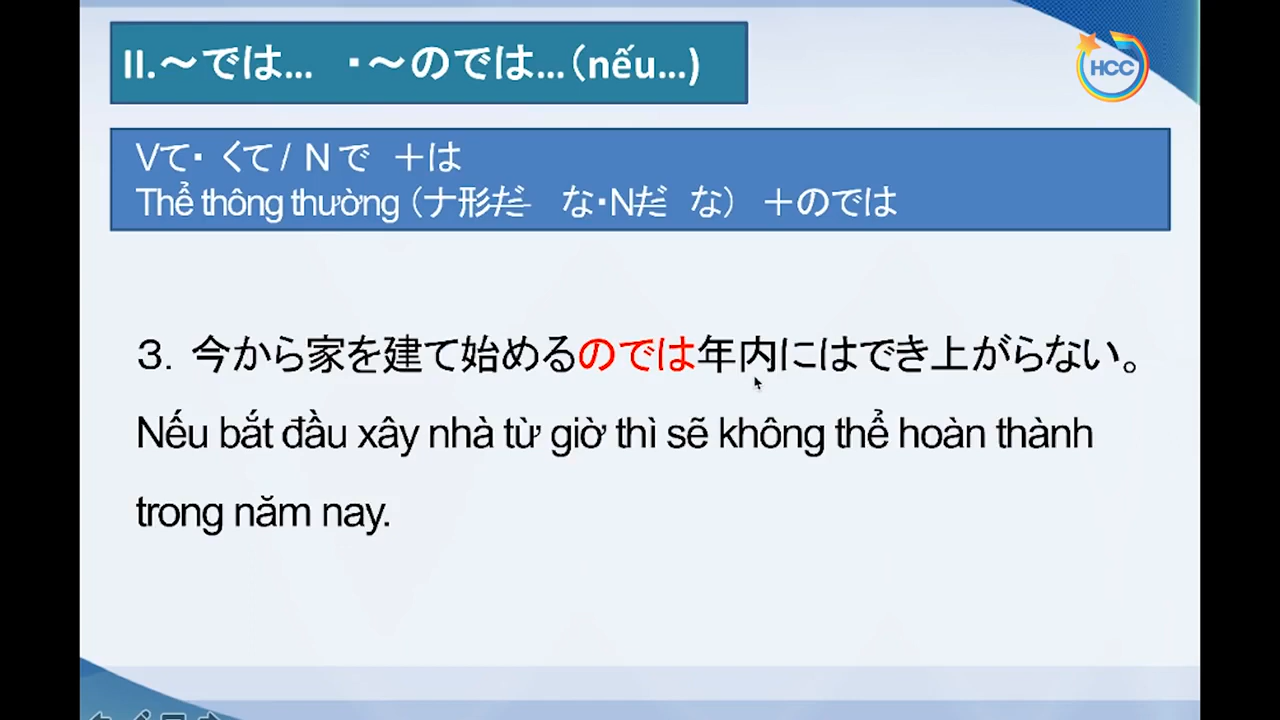 II.～では… ・～のでは…（nếu...)
HCC
Vて・ くて / N で ＋は
Thể thông thường（ナ形だ な・Nだ な） ＋のでは
３. 今から家を建て始めるのでは年内にはでき上がらない。
Nếu bắt đầu xây nhà từ giờ thì sẽ không thể hoàn thành
trong năm nay.